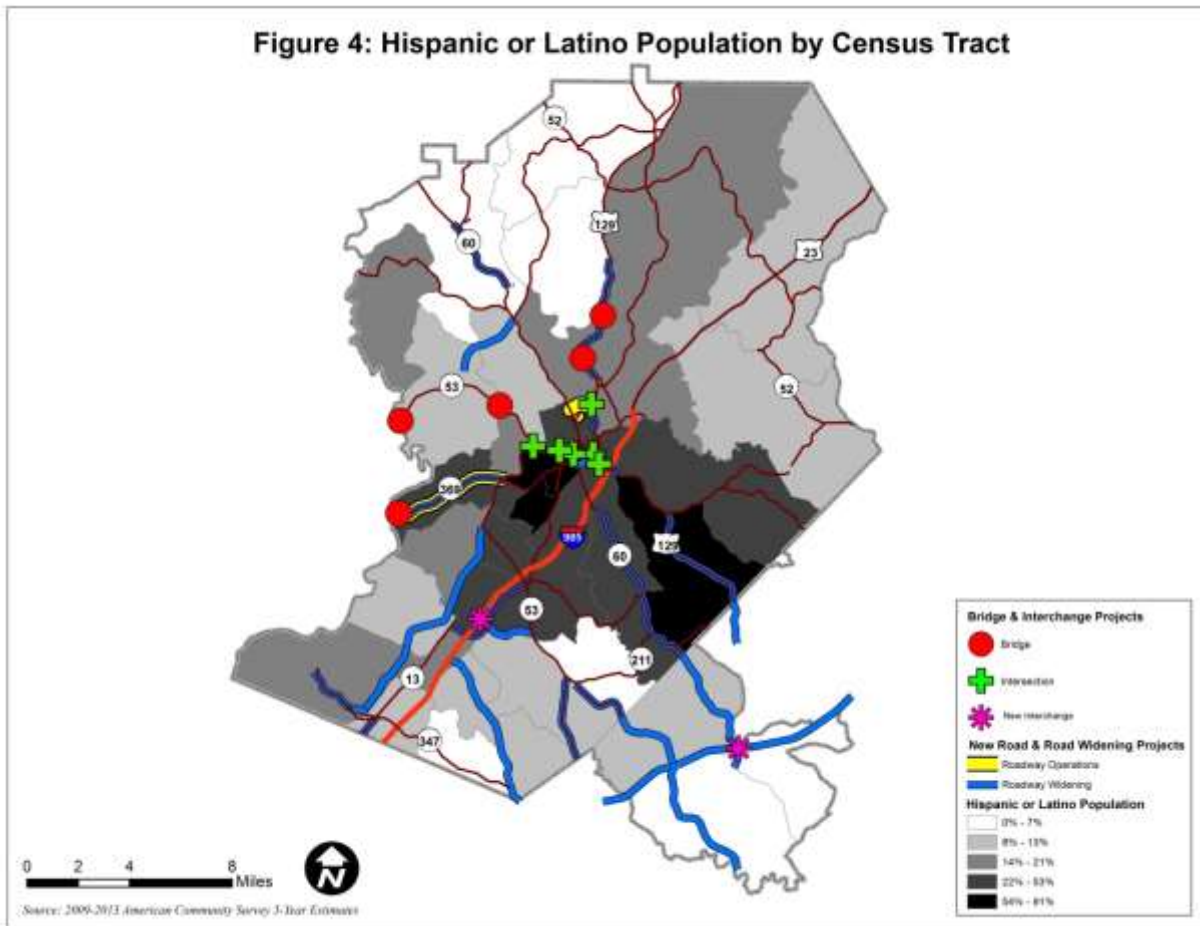 Figure 4: Hispanic or Latino Population by Census Tract
52
129
60
23
53
52
369
985
60
129
53
211
13
347
Bridge & Interchange Projects
Bridge
Intersection
New Interchange
New Road & Road Widening Projects
Roadway Operations
Roadway Widening
Hispanic or Latino Population
0% - 7%
8% - 13%
14% - 21%
22% - 53%
54% - 81%
0 2 4 8
Miles
N
Source: 2009-2013 American Community Survey 5-Year Estimates